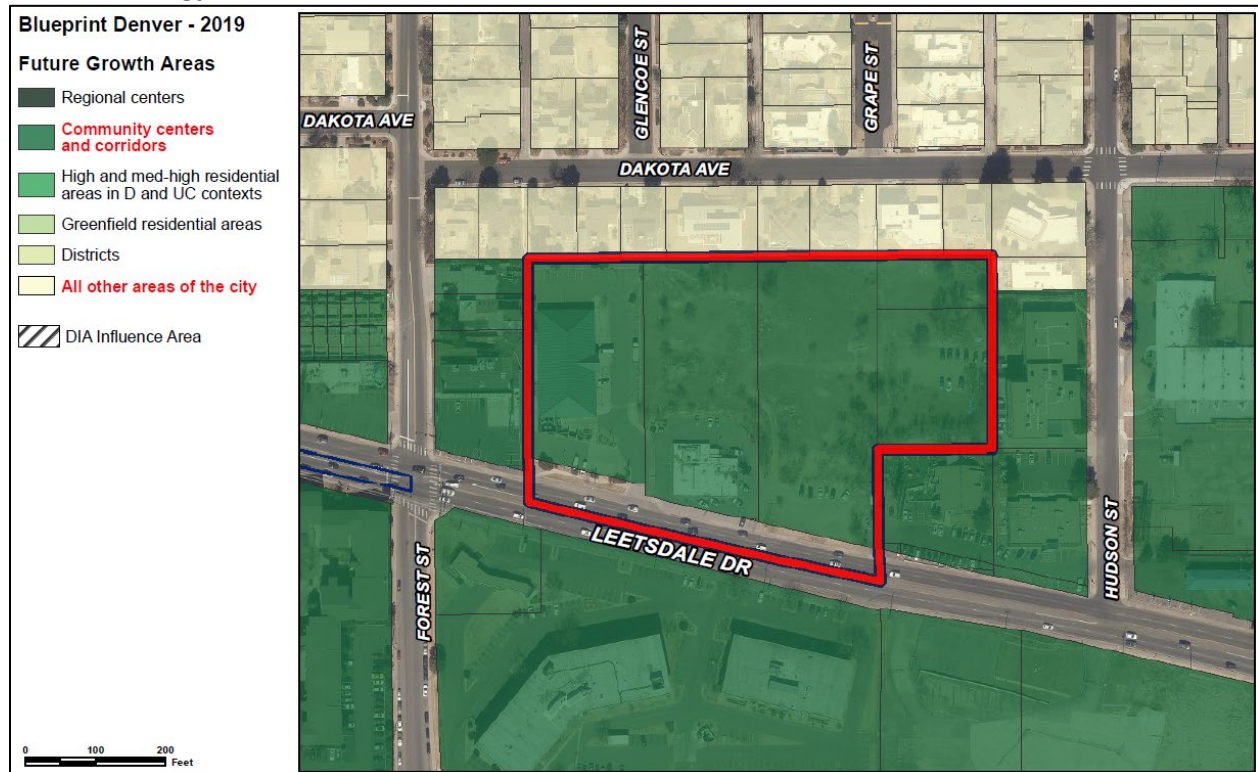 Blueprint Denver - 2019
Future Growth Areas
Regional centers
Community centers
and corridors
High and med-high residential
areas in D and UC contexts
Greenfield residential areas
Districts
All other areas of the city
DIA Influence Area
0 100 200
Feet
GLENCOE ST
GRAPE ST
DAKOTA AVE
DAKOTA AVE
LEETSDALE DR
FOREST ST
HUDSON ST